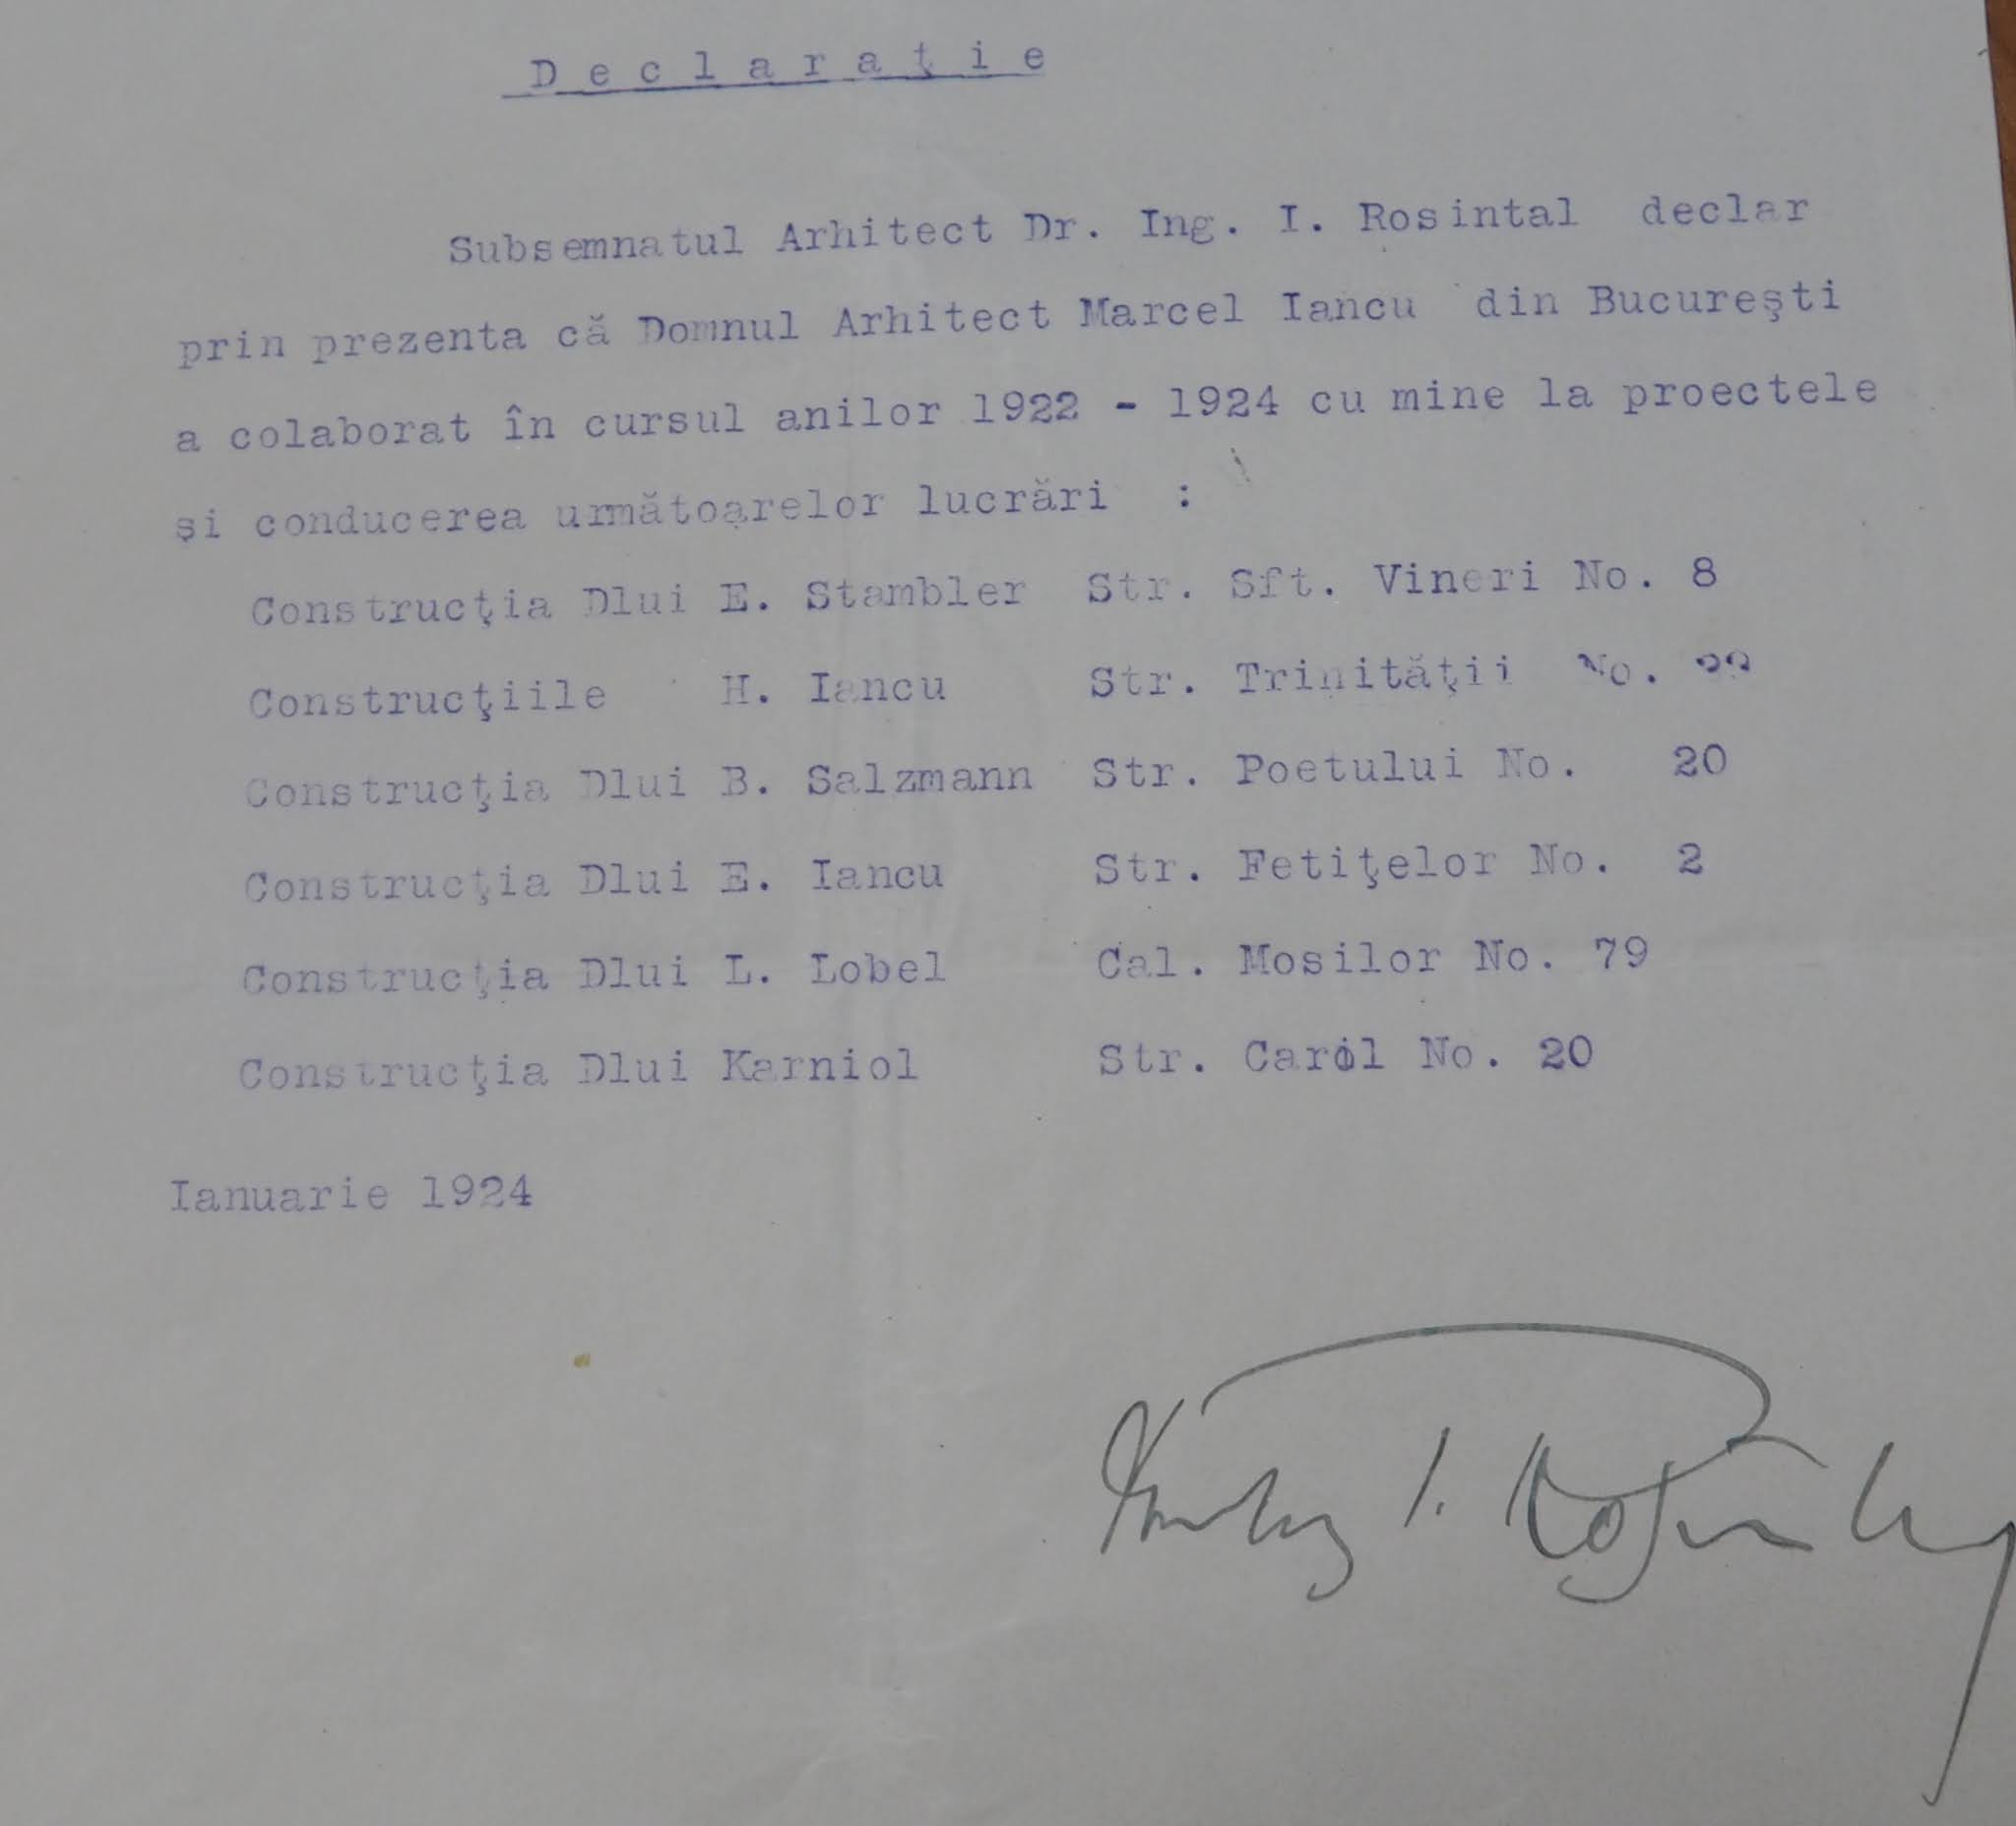 Declaraţie
Subsemnatul Arhitect Dr. Ing. I. Rosintal declar
prin prezenta că Domnul Arhitect Marcel Iancu din Bucureşti
a colaborat în cursul anilor 1922 - 1924 cu mine la proectele
şi conducerea următoarelor lucrări :
Construcţia Dlui E. Stambler Str. Sft. Vineri No. 8
Construcţiile H. Iancu Str. Trinităţii No.
Construcţia Dlui B. Salzmann Str. Poetului No. 20
Construcţia Dlui E. Iancu Str. Fetiţelor No. 2
Construcţia Dlui L. Lobel Cal. Mosilor No. 79
Construcţia Dlui Karniol Str. Carol No. 20
Ianuarie 1924